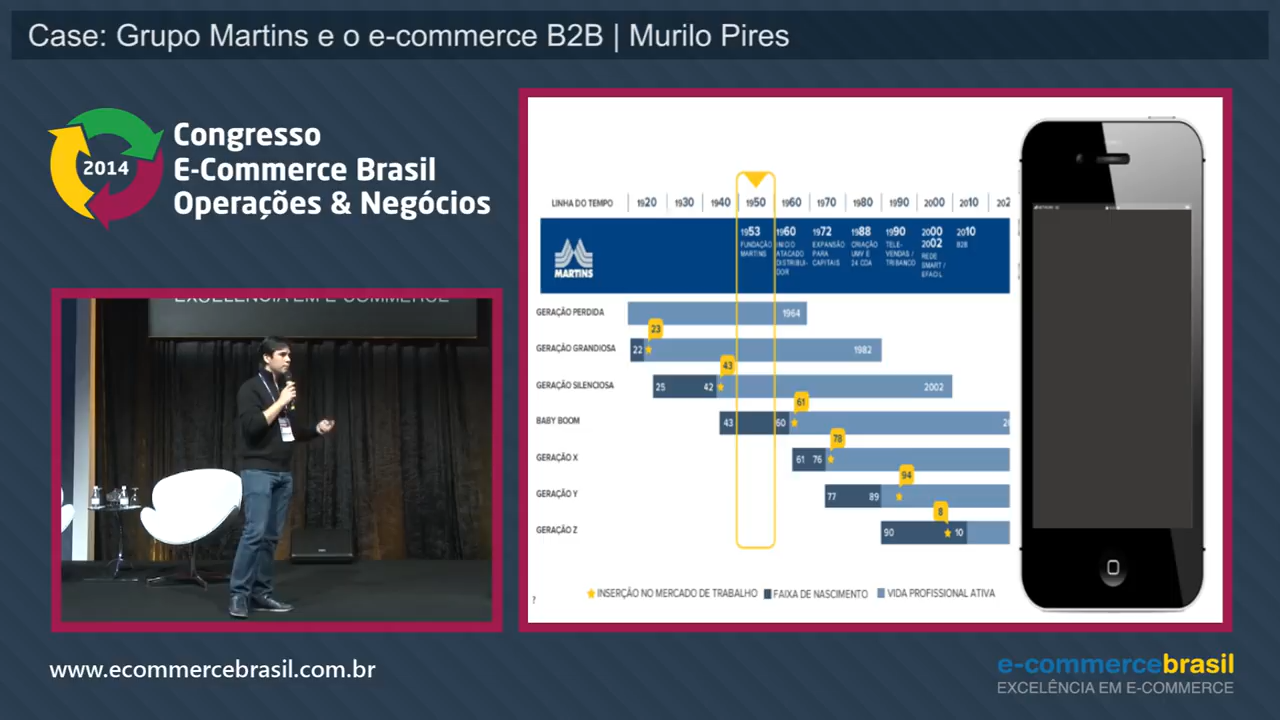 Case: Grupo Martins e o e-commerce B2B | Murilo Pires
2014
Congresso
E-Commerce Brasil
Operações & Negócios
EXCELÊNCIA EM E-COMMERCE
LINHA DO TEMPO 1920 1930 1940 1950 1960 1970 1980 1990 2000 2010
MARTINS
1953
FUNDAÇÃO
MARTINS
1960
INICIO
ATACADO
DISTRIBUI-
DOR
1972
EXPANSÃO
PARA
CAPITAIS
1988
CRIAÇÃO
UMV E
24 CDA
1990
TELE-
VENDAS /
TRIBANCO
2000
2002
REDE
SMART /
EFACIL
2010
B2B
GERAÇÃO PERDIDA 1964
23
GERAÇÃO GRANDIOSA 22 1982
43
GERAÇÃO SILENCIOSA 25 42 2002
61
BABY BOOM 43 60
78
GERAÇÃO X 61 76
94
GERAÇÃO Y 77 89
8
GERAÇÃO Z 90 10
INSERÇÃO NO MERCADO DE TRABALHO FAIXA DE NASCIMENTO VIDA PROFISSIONAL ATIVA
?
www.ecommercebrasil.com.br
e-commercebrasil
EXCELÊNCIA EM E-COMMERCE